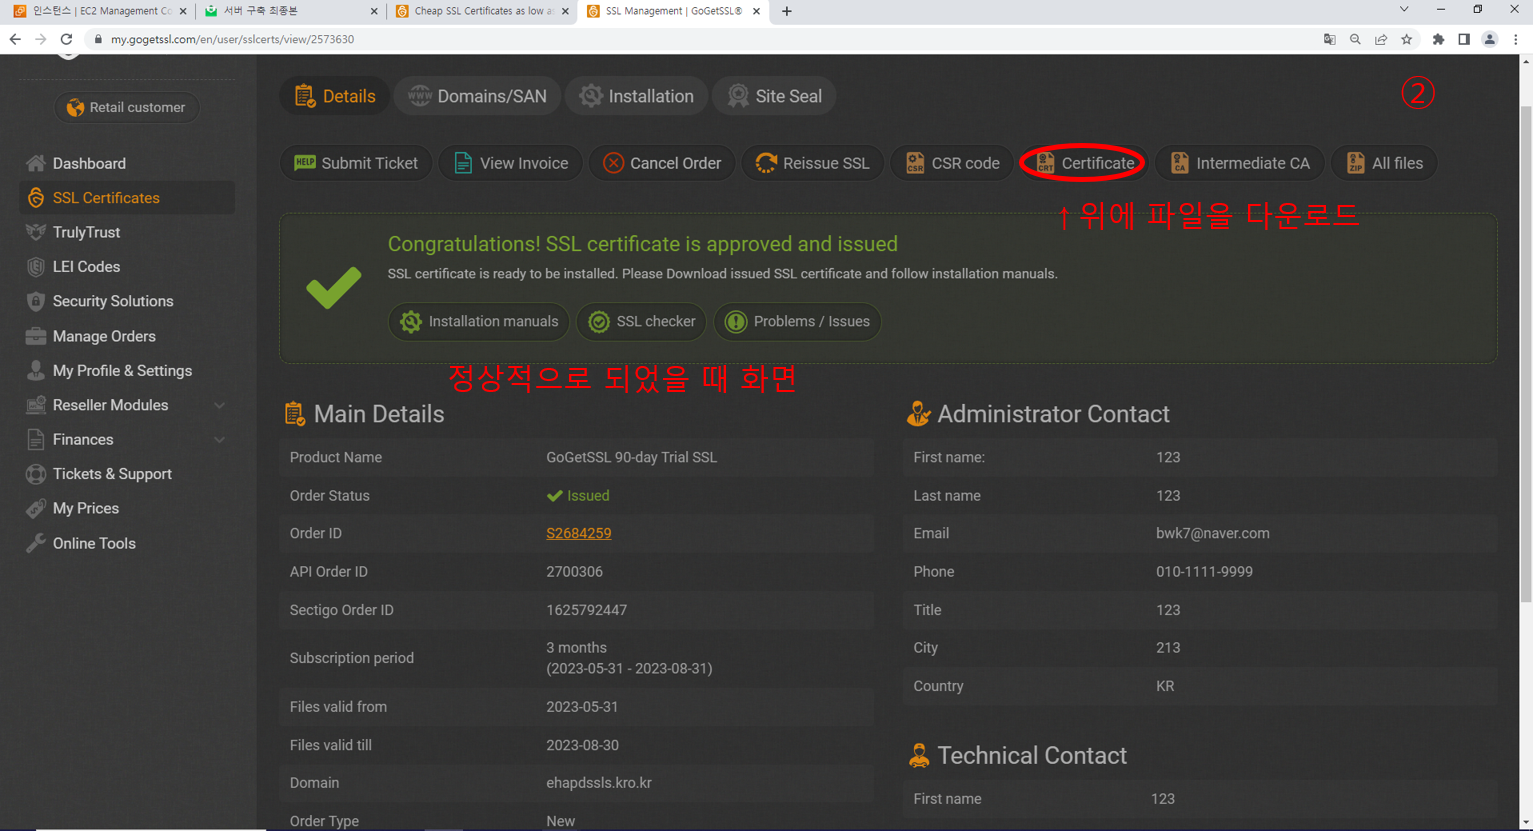 인스턴스 | EC2 Management Co
서버 구축 최종본
Cheap SSL Certificates as low as
SSL Management | GoGetSSL®
my.gogetssl.com/en/user/sslcerts/view/2573630
Retail customer
Dashboard
SSL Certificates
TrulyTrust
LEI Codes
Security Solutions
Manage Orders
My Profile & Settings
Reseller Modules
Finances
Tickets & Support
My Prices
Online Tools
Details
WWW Domains/SAN
Installation
Site Seal
②
HELP Submit Ticket
View Invoice
Cancel Order
Reissue SSL
CSR CSR code
CRT Certificate
CA Intermediate CA
ZIP All files
↑ 위에 파일을 다운로드
Congratulations! SSL certificate is approved and issued
SSL certificate is ready to be installed. Please Download issued SSL certificate and follow installation manuals.
Installation manuals
SSL checker
Problems / Issues
정상적으로 되었을 때 화면
Main Details
Product Name GoGetSSL 90-day Trial SSL
Order Status Issued
Order ID S2684259
API Order ID 2700306
Sectigo Order ID 1625792447
Subscription period 3 months
(2023-05-31 - 2023-08-31)
Files valid from 2023-05-31
Files valid till 2023-08-30
Domain ehapdssls.kro.kr
Order Type New
Administrator Contact
First name: 123
Last name 123
Email bwk7@naver.com
Phone 010-1111-9999
Title 123
City 213
Country KR
Technical Contact
First name 123